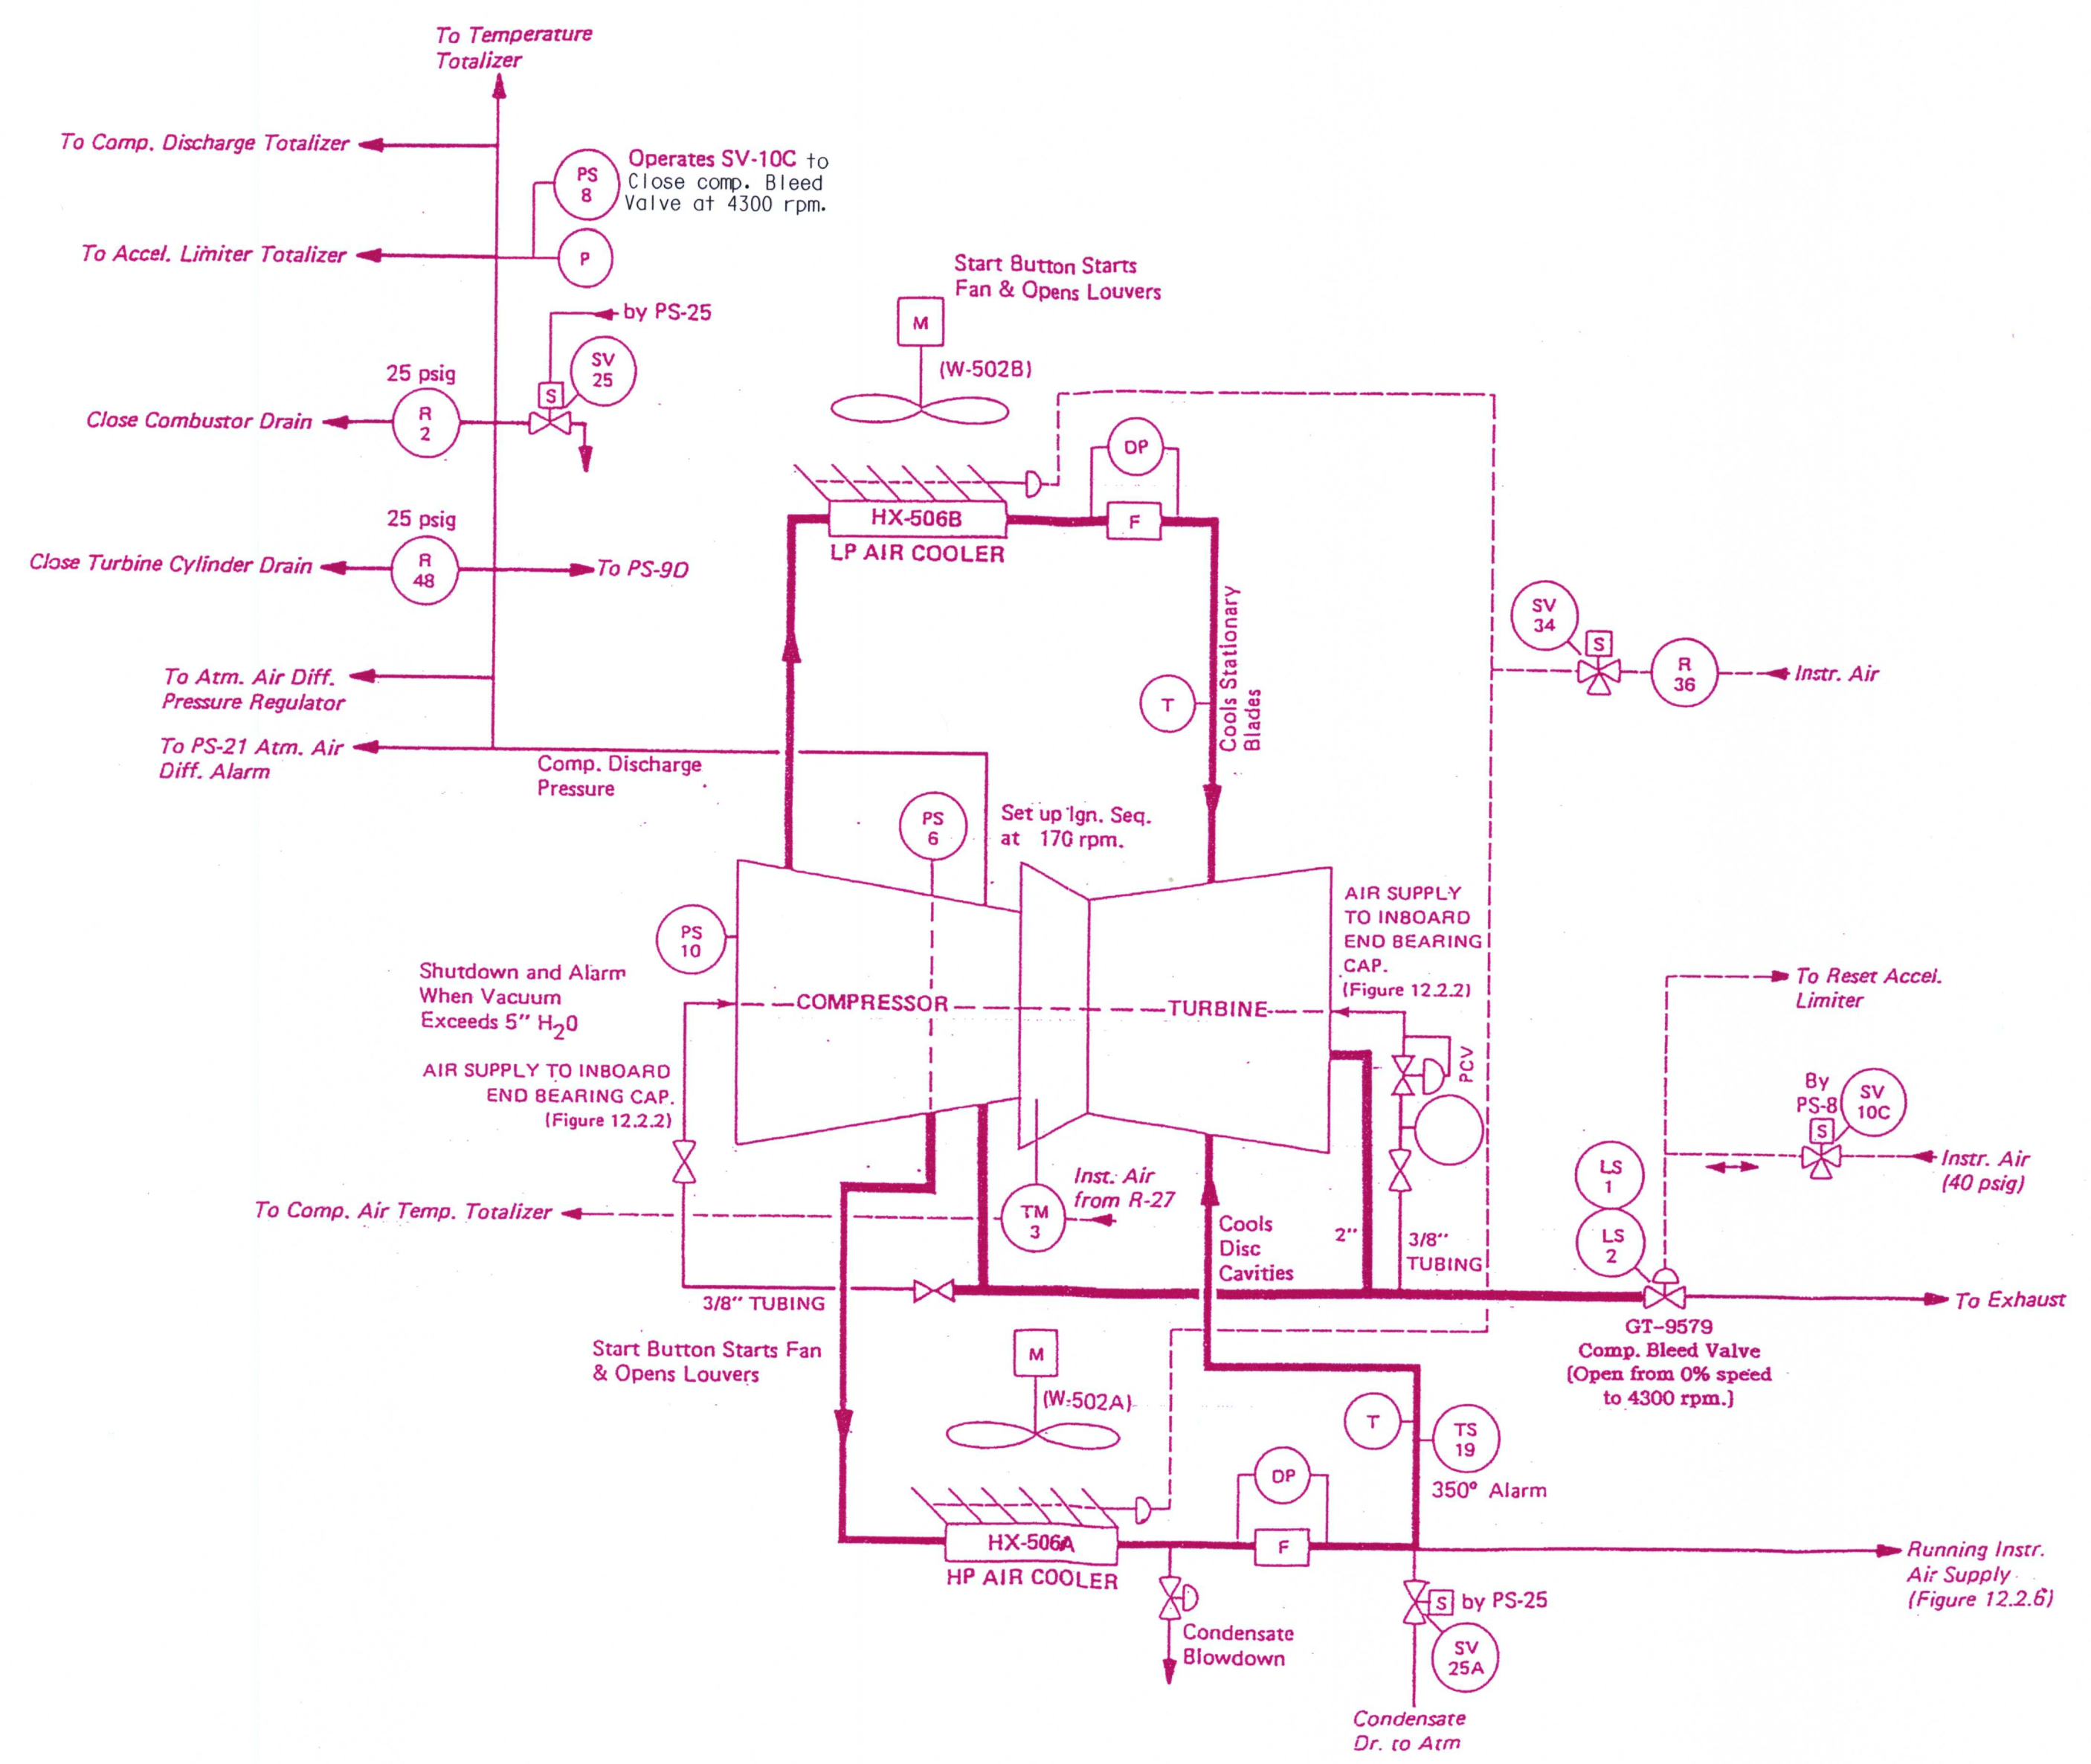 To Temperature
Totalizer
To Comp. Discharge Totalizer
PS
8
Operates SV-10C to
Close comp. Bleed
Valve at 4300 rpm.
To Accel. Limiter Totalizer
P
Start Button Starts
Fan & Opens Louvers
by PS-25
M
SV
25
(W-502B)
25 psig
S
R
2
Close Combustor Drain
DP
HX-506B
F
LP AIR COOLER
25 psig
R
48
Close Turbine Cylinder Drain
To PS-9D
Cools Stationary
Blades
SV
34
S
R
36
Instr. Air
To Atm. Air Diff.
Pressure Regulator
T
To PS-21 Atm. Air
Diff. Alarm
Comp. Discharge
Pressure
PS
6
Set up Ign. Seq.
at 170 rpm.
AIR SUPPLY
TO INBOARD
END BEARING
CAP.
(Figure 12.2.2)
PS
10
Shutdown and Alarm
When Vacuum
Exceeds 5" H2O
COMPRESSOR
TURBINE
To Reset Accel.
Limiter
AIR SUPPLY TO INBOARD
END BEARING CAP.
(Figure 12.2.2)
PCV
By
PS-8
SV
10C
S
Instr. Air
(40 psig)
LS
1
LS
2
Inst. Air
from R-27
To Comp. Air Temp. Totalizer
TM
3
Cools
Disc
Cavities
2"
3/8"
TUBING
3/8" TUBING
To Exhaust
GT-9579
Comp. Bleed Valve
(Open from 0% speed
to 4300 rpm.)
Start Button Starts Fan
& Opens Louvers
M
(W-502A)
T
TS
19
350° Alarm
DP
HX-506A
F
HP AIR COOLER
Running Instr.
Air Supply
(Figure 12.2.6)
S
by PS-25
Condensate
Blowdown
SV
25A
Condensate
Dr. to Atm